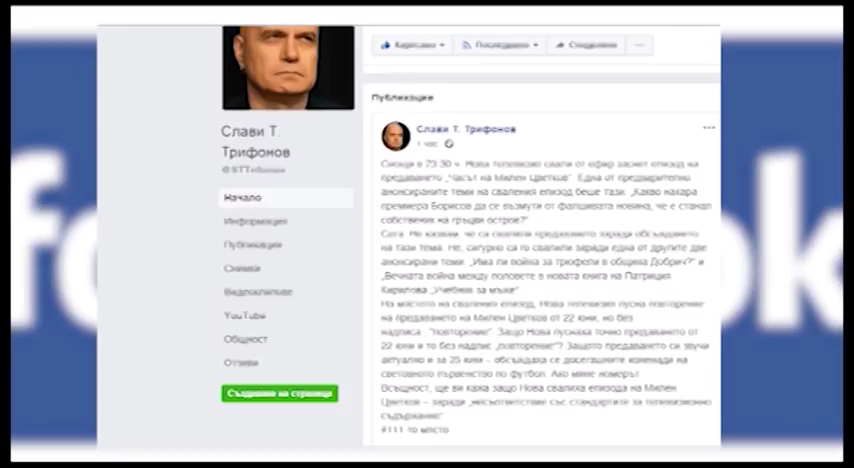 Харесани
Последвано
Споделяне
Публикации
Слави Т.
Трифонов
@STTrifonov
Слави Т. Трифонов
1 час
Снощи в 23.30 ч. Нова телевизия свали от ефир заснет епизод на
предаването „Часът на Милен Цветков“. Една от предварително
анонсираните теми на сваления епизод беше тази: „Какво накара
премиера Борисов да се възмути от фалшивата новина, че е станал
собственик на гръцки остров?“
Сега. Не казвам, че са свалили предаването заради обсъждането
на тази тема. Не, сигурно са го свалили заради една от другите две
анонсирани теми: „Има ли война за трюфели в община Добрич?“ и
„Вечната война между половете в новата книга на Патриция
Кирилова „Учебник за мъже“
На мястото на сваления епизод, Нова телевизия пусна повторение
на предаването на Милен Цветков от 22 юни, но без
надписа „повторение“. Защо Нова пускаха точно предаването от
22 юни и то без надпис „повторение“? Защото предаването си звучи
актуално и за 25 юни – обсъждаха се досегашните изненади на
световното първенство по футбол. Ако мине номерът.
Всъщност, ще ви кажа защо Нова свалиха епизода на Милен
Цветков – заради „несъответствие със стандартите за телевизионно
съдържание“
#111-то място
Начало
Информация
Публикации
Снимки
Видеоклипове
YouTube
Общност
Отзиви
Създаване на страница
fo
ok